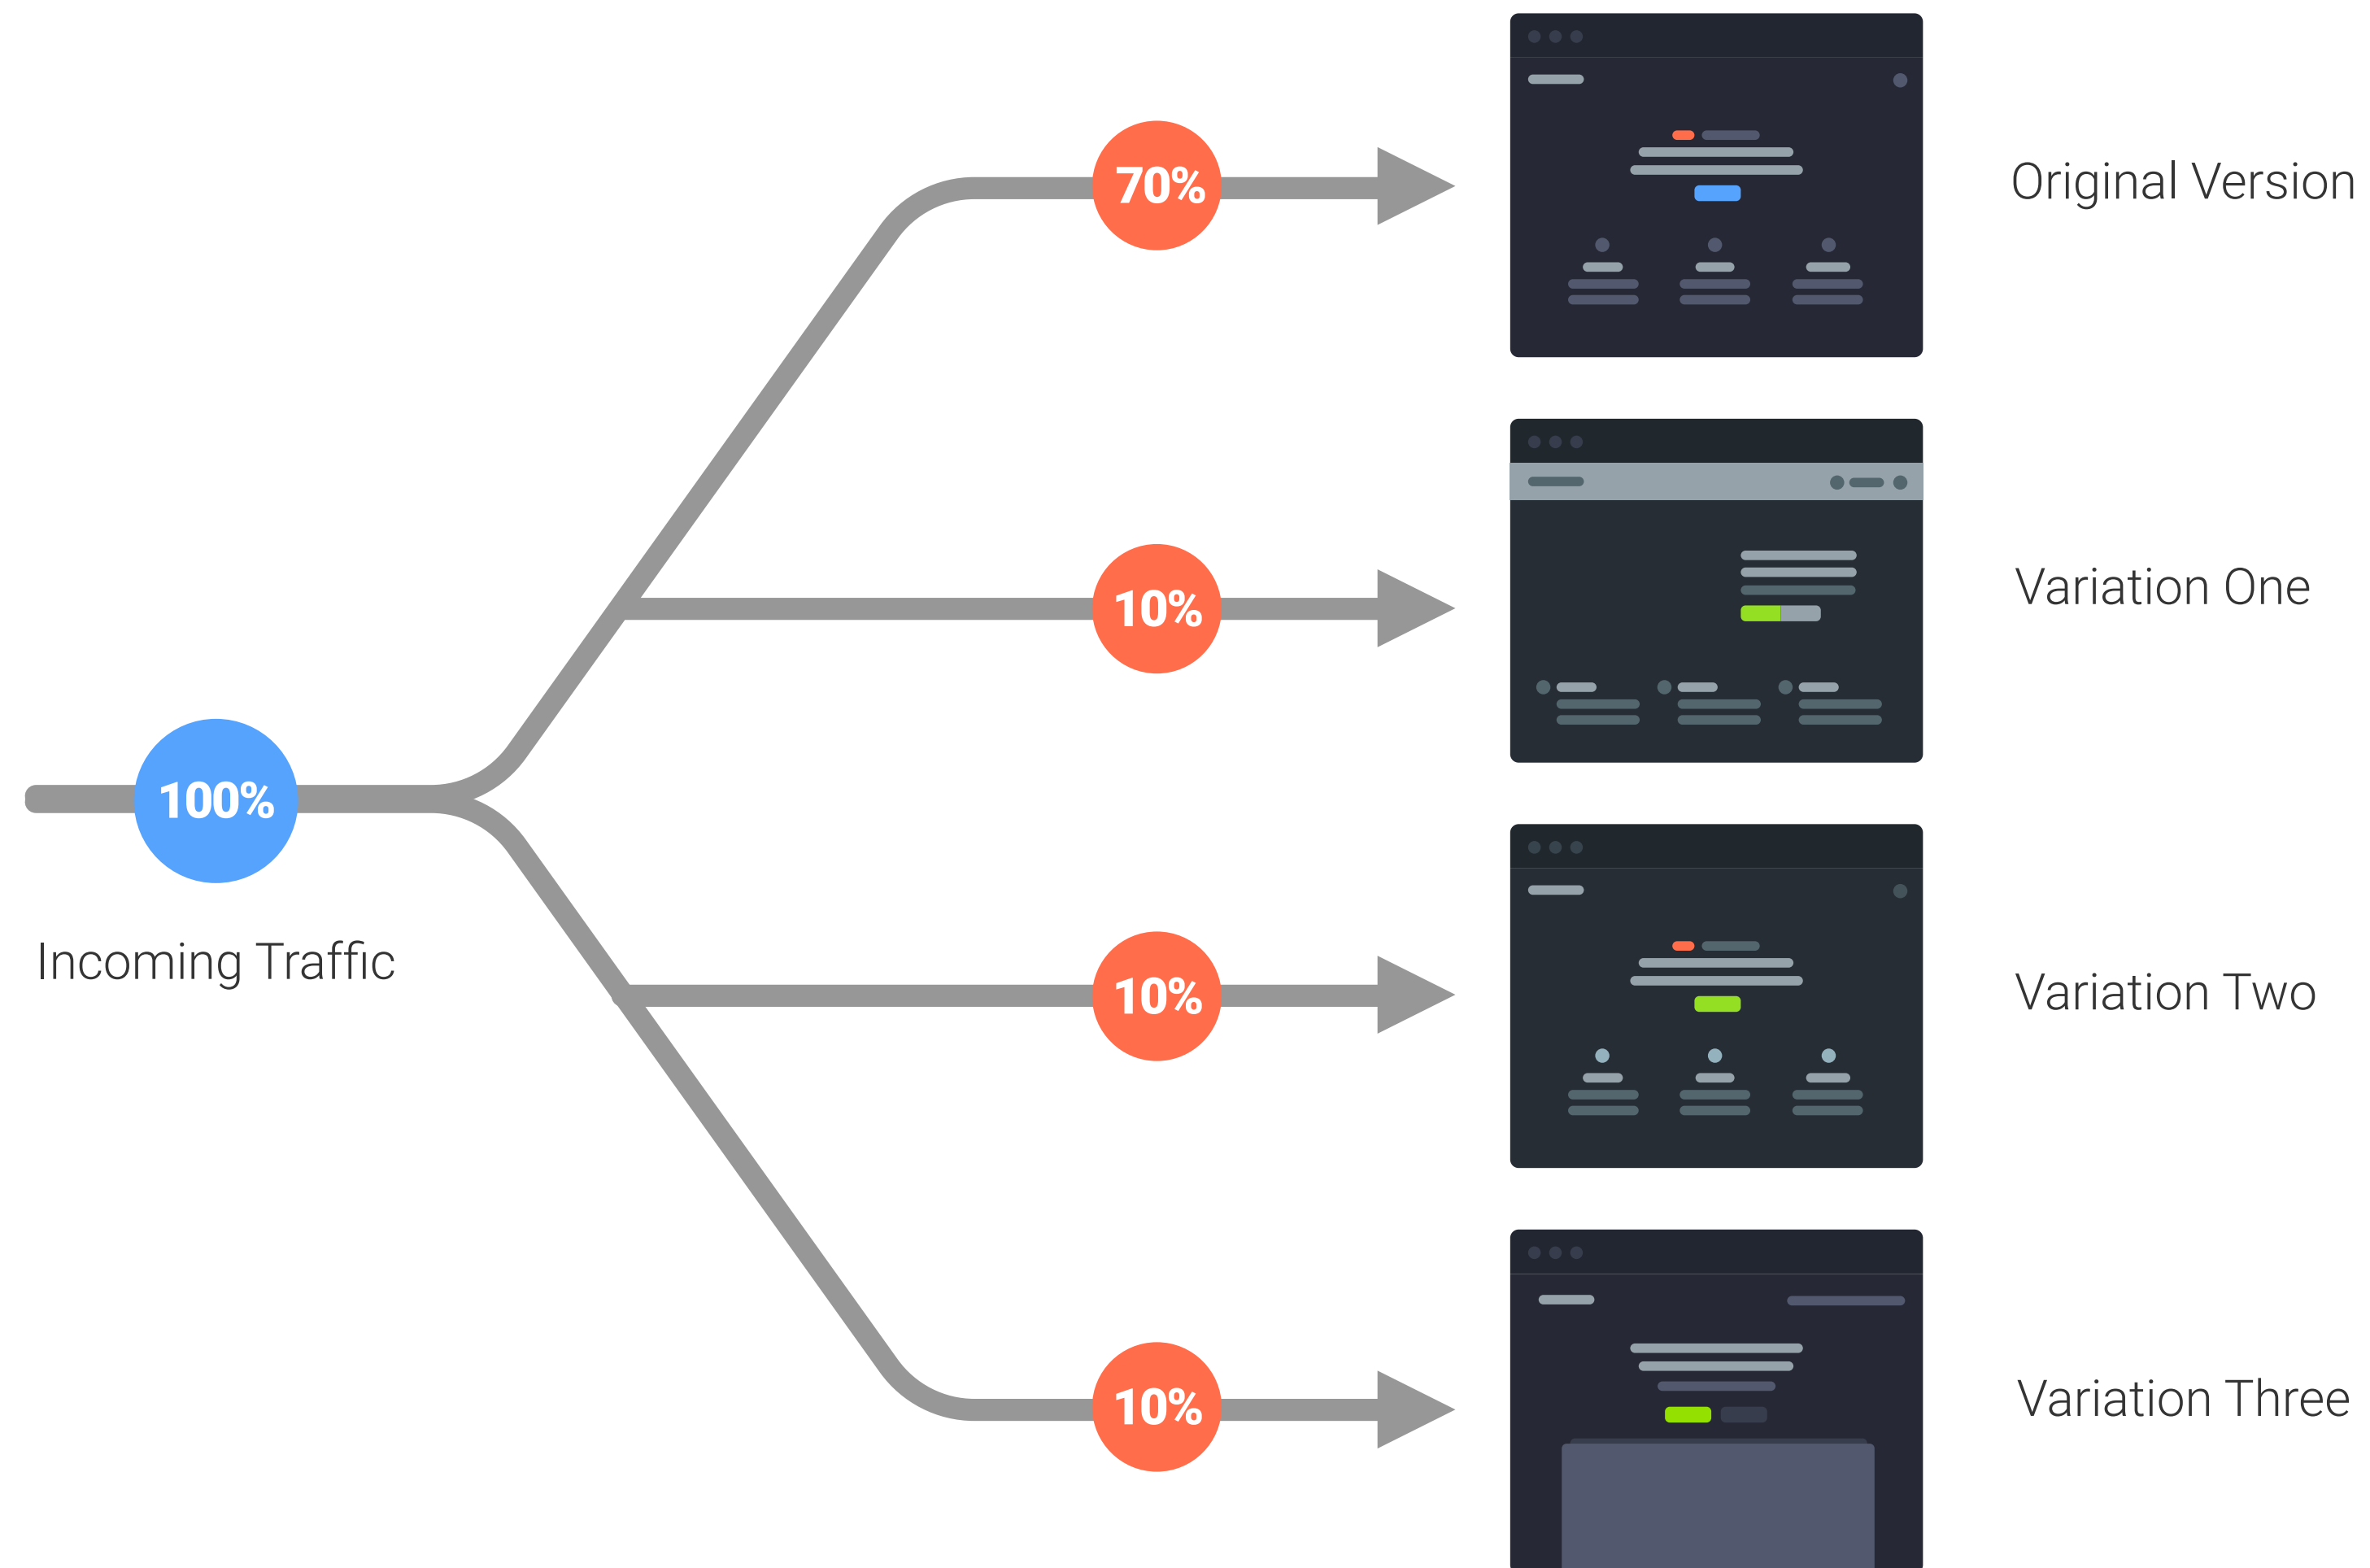 70%
Original Version
10%
Variation One
100%
Incoming Traffic
10%
Variation Two
10%
Variation Three